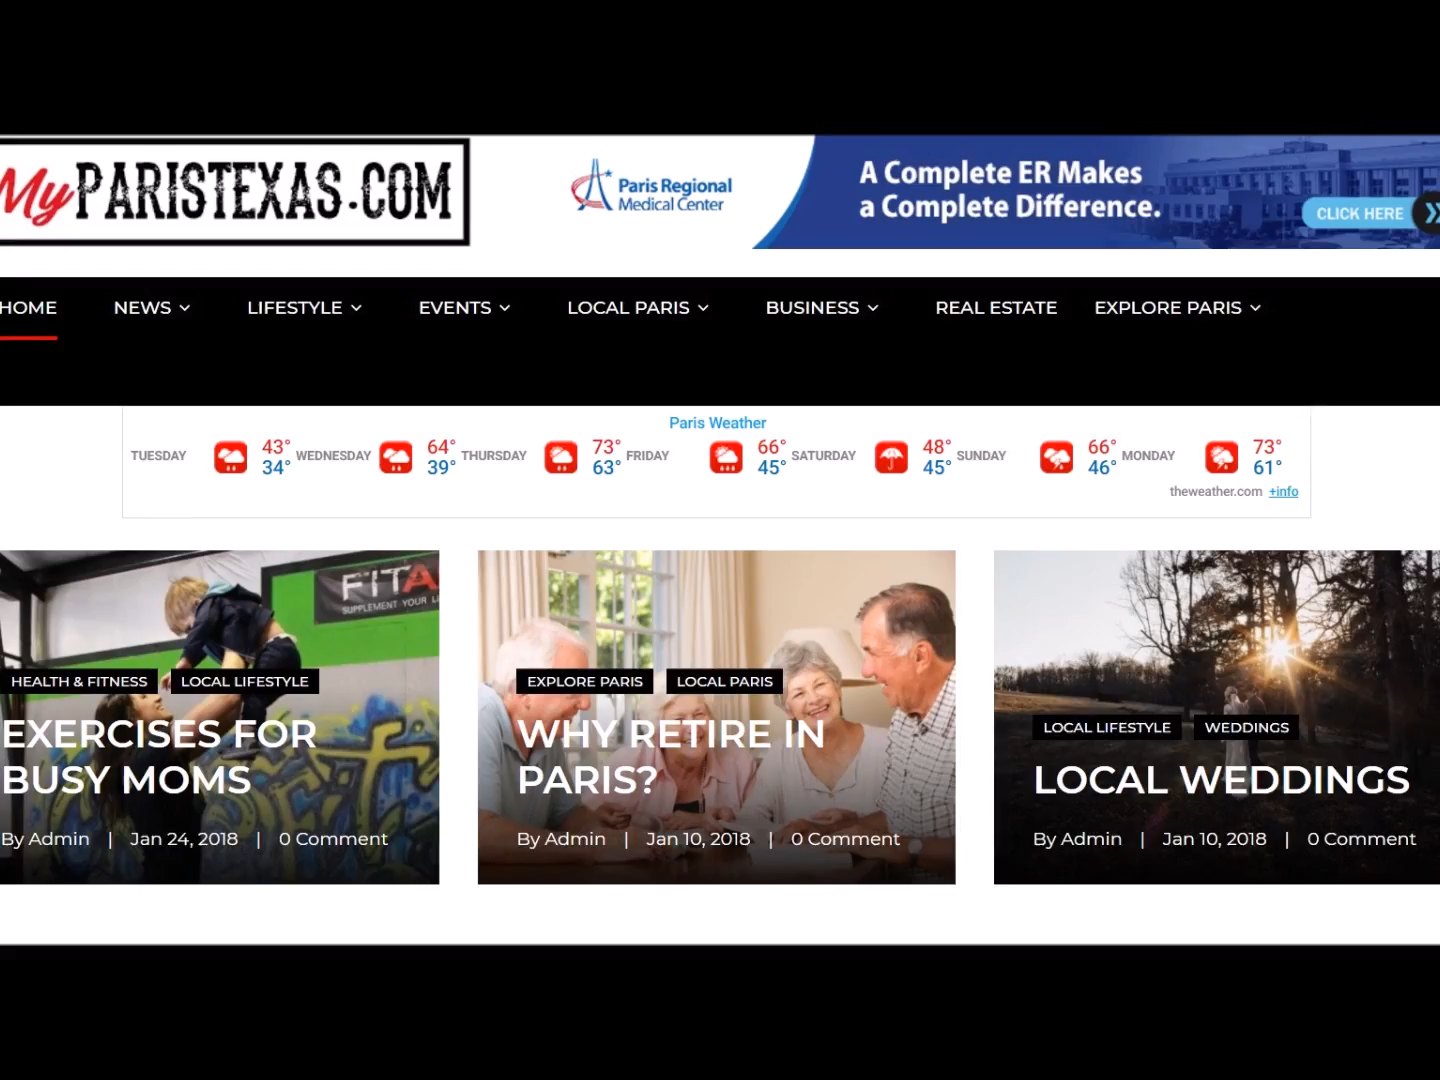 MyPARISTEXAS.COM
Paris Regional
Medical Center
A Complete ER Makes
a Complete Difference.
CLICK HERE
HOME NEWS LIFESTYLE EVENTS LOCAL PARIS BUSINESS REAL ESTATE EXPLORE PARIS
Paris Weather
TUESDAY 43° 34° WEDNESDAY 64° 39° THURSDAY 73° 63° FRIDAY 66° 45° SATURDAY 48° 45° SUNDAY 66° 46° MONDAY 73° 61°
theweather.com +info
FITA
SUPPLEMENT YOUR
HEALTH & FITNESS LOCAL LIFESTYLE
EXERCISES FOR
BUSY MOMS
By Admin | Jan 24, 2018 | 0 Comment
EXPLORE PARIS LOCAL PARIS
WHY RETIRE IN
PARIS?
By Admin | Jan 10, 2018 | 0 Comment
LOCAL LIFESTYLE WEDDINGS
LOCAL WEDDINGS
By Admin | Jan 10, 2018 | 0 Comment